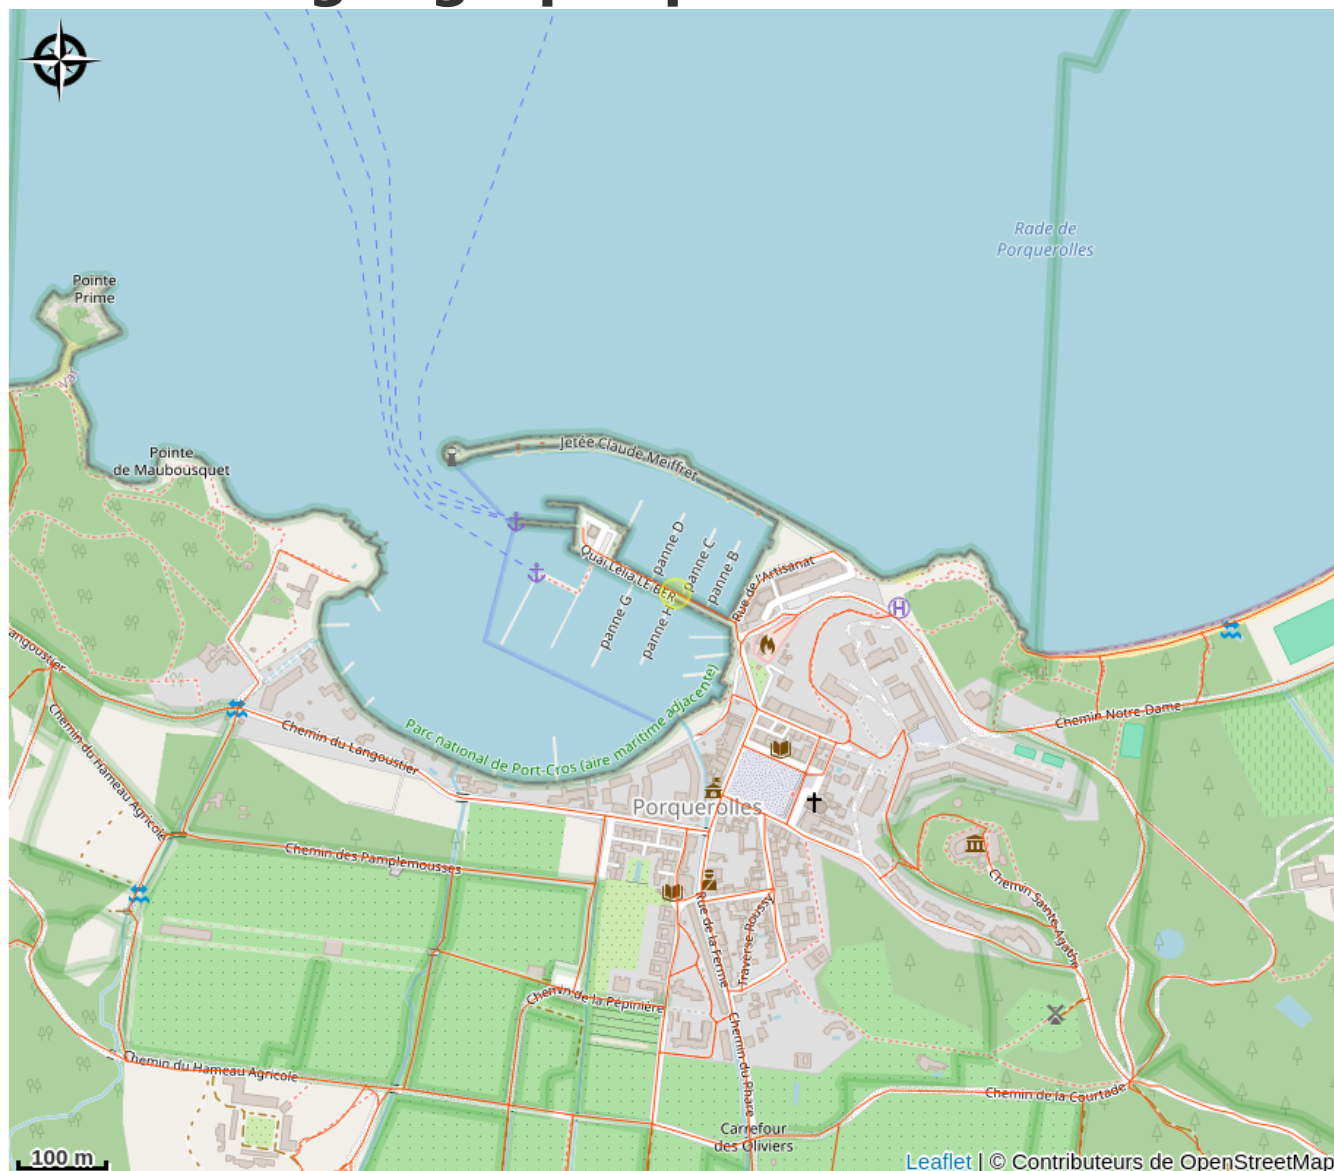 Rade de
Porquerolles
Pointe
Prime
Var
Jetée Claude Meiffret
Pointe
de Maubousquet
panne D
panne C
panne B
Quai Lélia LE BER
Rue de l'Artisanat
H
panne G
panne H
angoustier
Chemin du Langoustier
Parc national de Port-Cros (aire maritime adjacente)
Chemin Notre-Dame
Chemin du Hameau Agricole
Porquerolles
Chemin des Pamplemousses
Chemin Sainte Agathe
Rue de la Ferme
Traverse Roussy
Chemin de la Pépinière
Chemin du Hameau Agricole
Chemin du Phare
Chemin de la Courtade
Carrefour
des Oliviers
100 m
Leaflet | © Contributeurs de OpenStreetMap